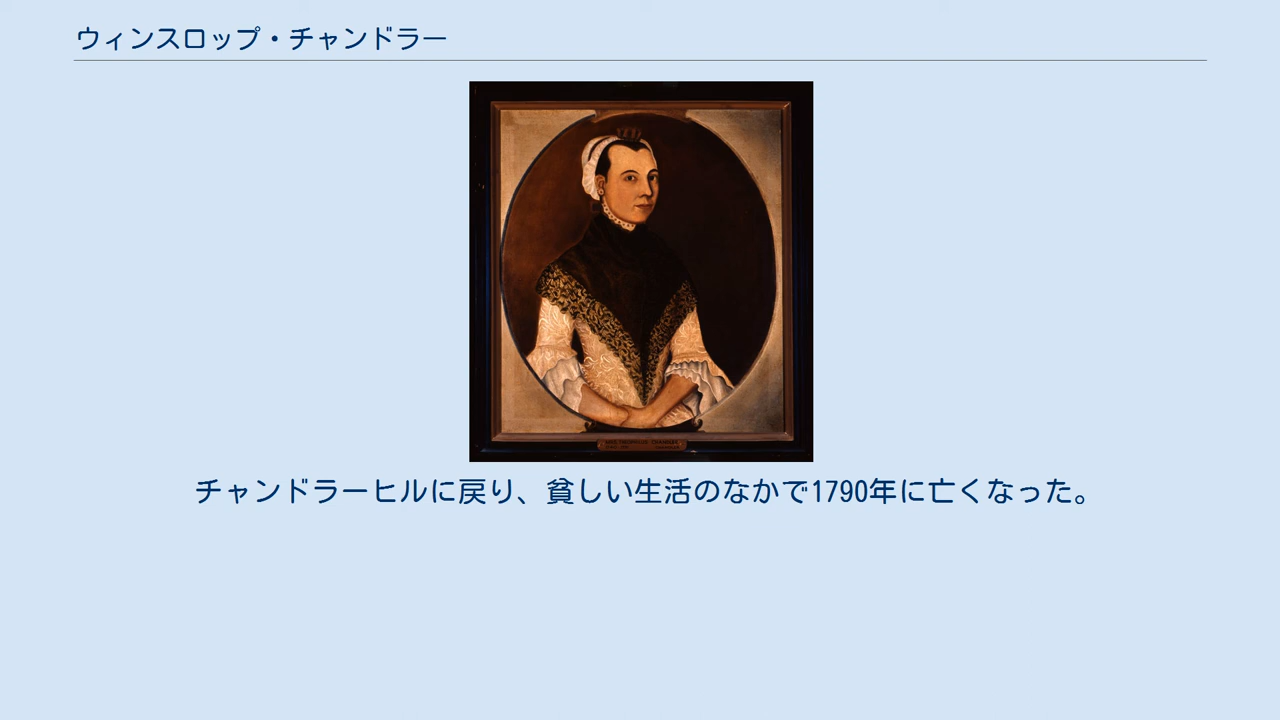 ウィンスロップ・チャンドラー
チャンドラーヒルに戻り、貧しい生活のなかで1790年に亡くなった。